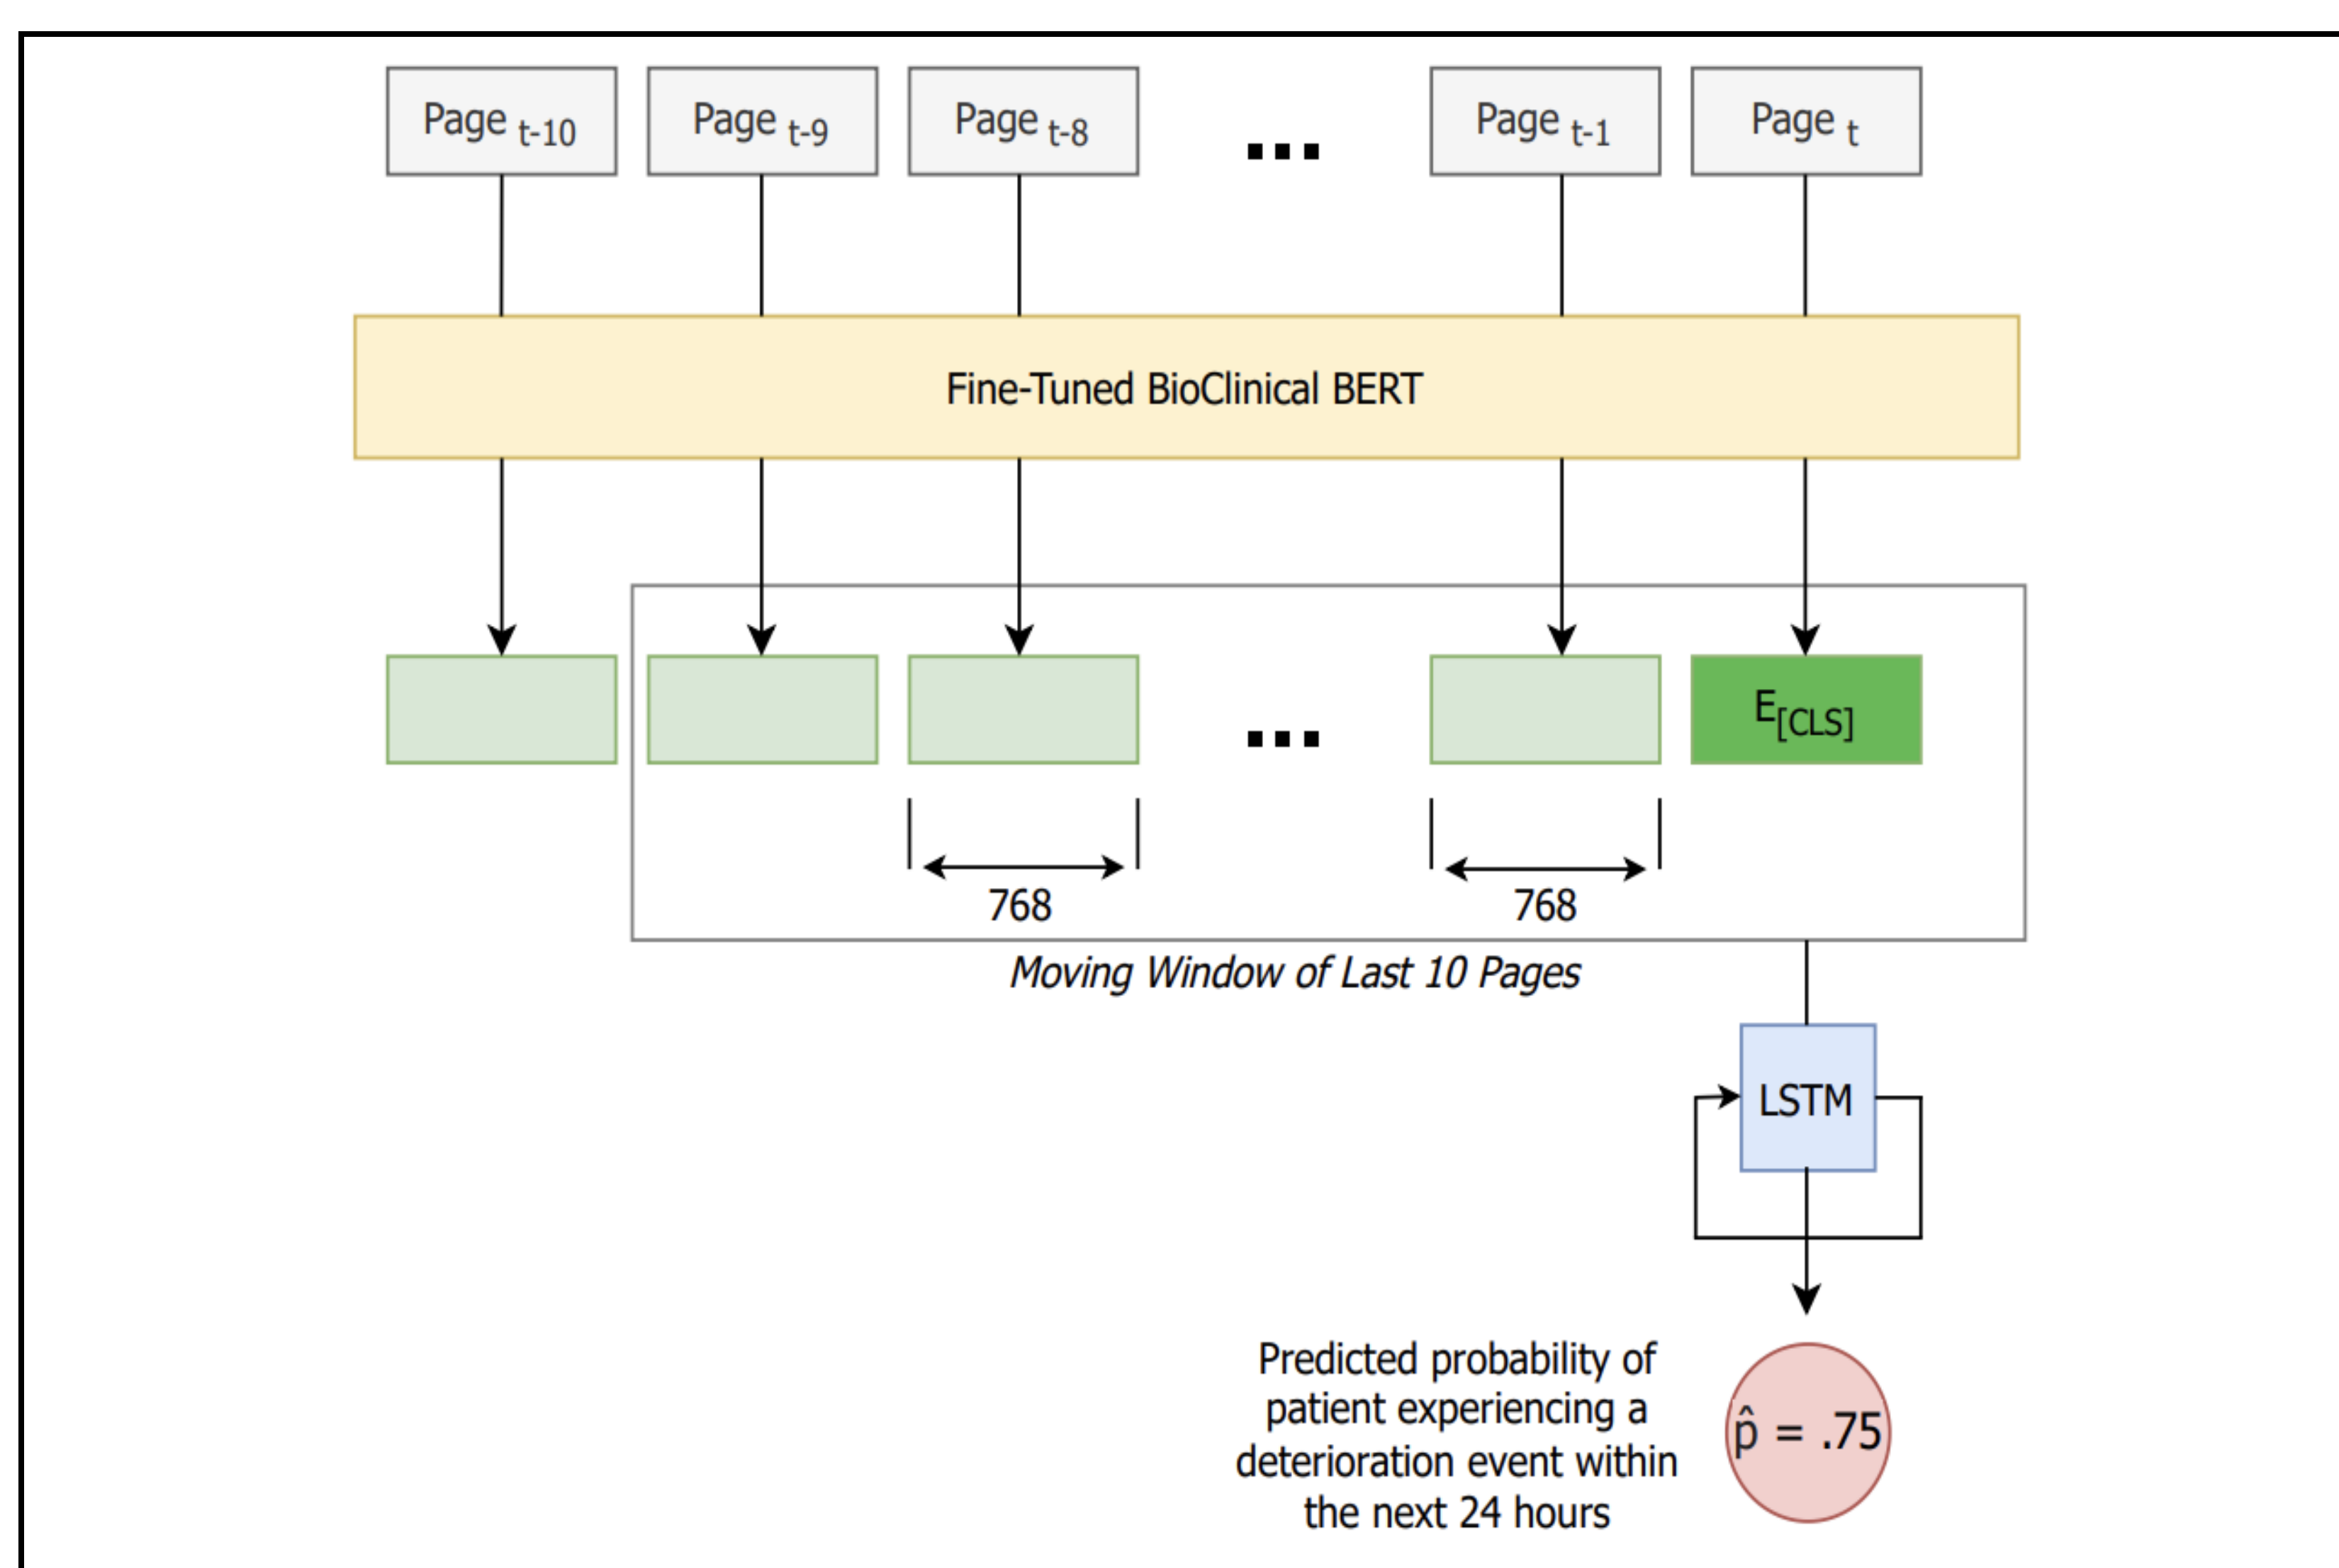 Page t-10
Page t-9
Page t-8
...
Page t-1
Page t
Fine-Tuned BioClinical BERT
...
E[CLS]
768
768
Moving Window of Last 10 Pages
LSTM
Predicted probability of
patient experiencing a
deterioration event within
the next 24 hours
p̂ = .75